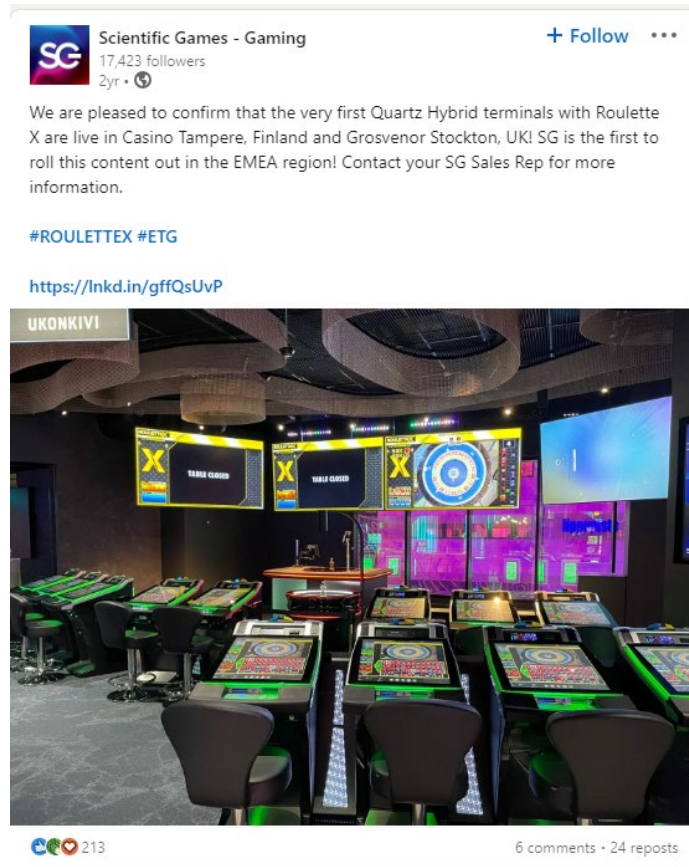 SG
Scientific Games - Gaming
+ Follow
17,423 followers
2yr •
We are pleased to confirm that the very first Quartz Hybrid terminals with Roulette
X are live in Casino Tampere, Finland and Grosvenor Stockton, UK! SG is the first to
roll this content out in the EMEA region! Contact your SG Sales Rep for more
information.
#ROULETTEX #ETG
https://lnkd.in/gffQsUvP
UKONKIVI
ROULETTEX
X
TABLE CLOSED
ROULETTEX
X
TABLE CLOSED
ROULETTEX
X
213
6 comments • 24 reposts